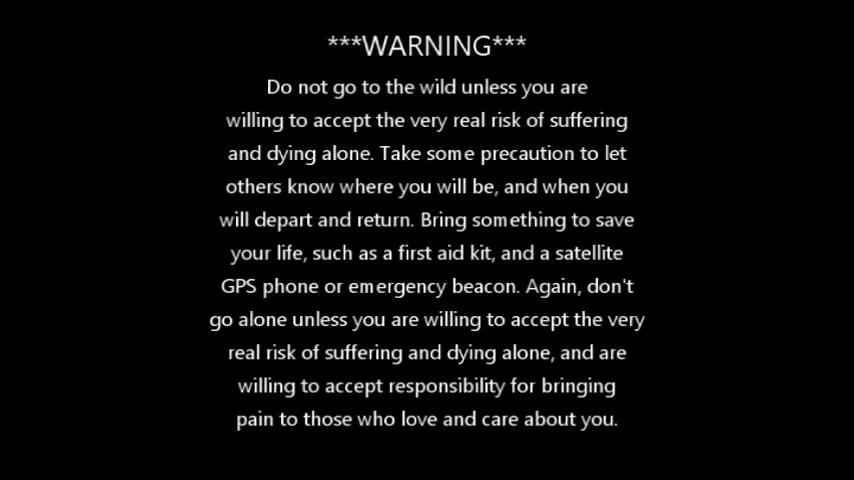 ***WARNING***
Do not go to the wild unless you are
willing to accept the very real risk of suffering
and dying alone. Take some precaution to let
others know where you will be, and when you
will depart and return. Bring something to save
your life, such as a first aid kit, and a satellite
GPS phone or emergency beacon. Again, don't
go alone unless you are willing to accept the very
real risk of suffering and dying alone, and are
willing to accept responsibility for bringing
pain to those who love and care about you.